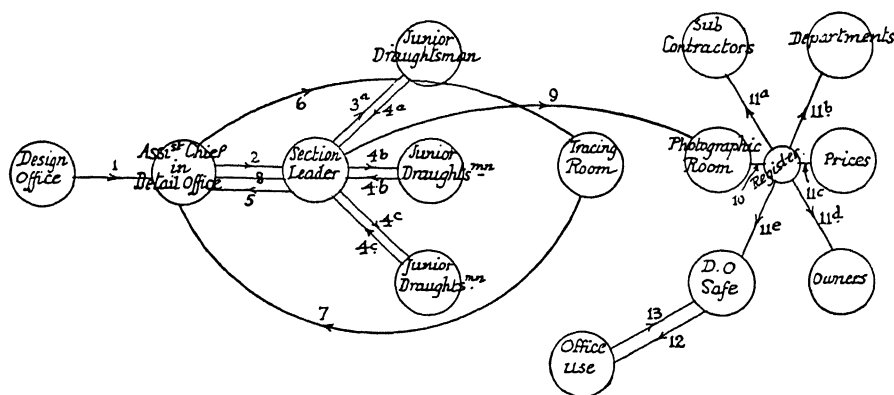 Junior
Draughtsman
Sub
Contractors
Departments
6
3a
4a
9
11a
11b
Design
Office
1
Assist Chief
in
Detail Office
2
8
5
Section
Leader
4b
4b
Junior
Draughtsmn
Tracing
Room
Photographic
Room
Register.
10
11c
Prices
4c
4c
Junior
Draughtsmn
11e
11d
D.O
Safe
Owners
7
13
12
Office
use